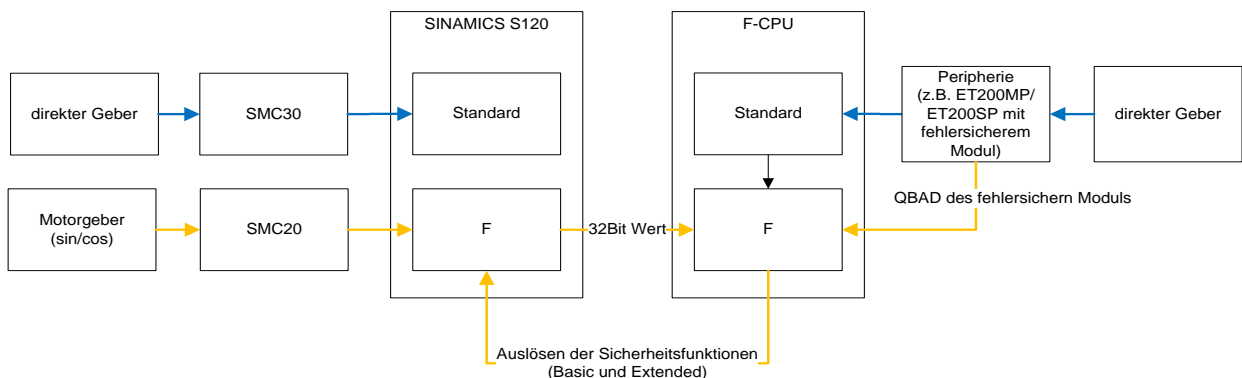 SINAMICS S120
F-CPU
direkter Geber
SMC30
Standard
Standard
Peripherie
(z.B. ET200MP/
ET200SP mit
fehlersicherem
Modul)
direkter Geber
Motorgeber
(sin/cos)
SMC20
F
32Bit Wert
F
QBAD des fehlersichern Moduls
Auslösen der Sicherheitsfunktionen
(Basic und Extended)